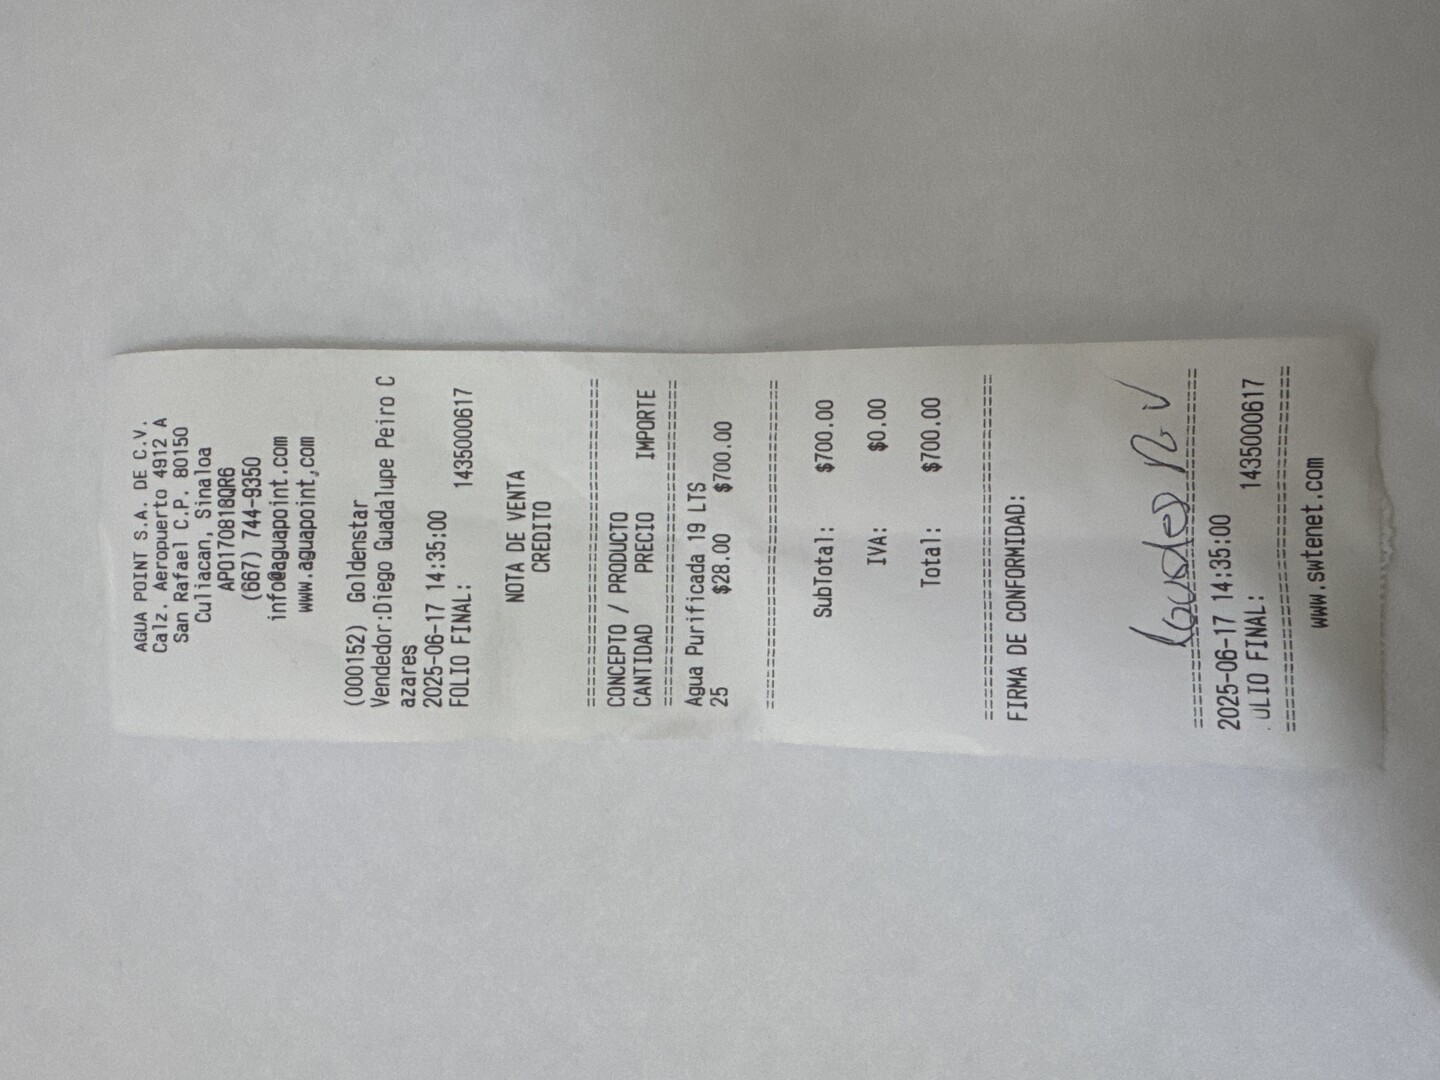 AGUA POINT S.A. DE C.V.
Calz. Aeropuerto 4912 A
San Rafael C.P. 80150
Culiacan, Sinaloa
APO170818QR6
(667) 744-9350
info@aguapoint.com
www.aguapoint,com
(000152) Goldenstar
Vendedor:Diego Guadalupe Peiro C
azares
2025-06-17 14:35:00
FOLIO FINAL: 1435000617
NOTA DE VENTA
CREDITO
================================
CONCEPTO / PRODUCTO
CANTIDAD PRECIO IMPORTE
================================
Agua Purificada 19 LTS
25 $28.00 $700.00
================================
SubTotal: $700.00
IVA: $0.00
Total: $700.00
================================
FIRMA DE CONFORMIDAD:
================================
2025-06-17 14:35:00
OLIO FINAL: 1435000617
================================
www.swtenet.com